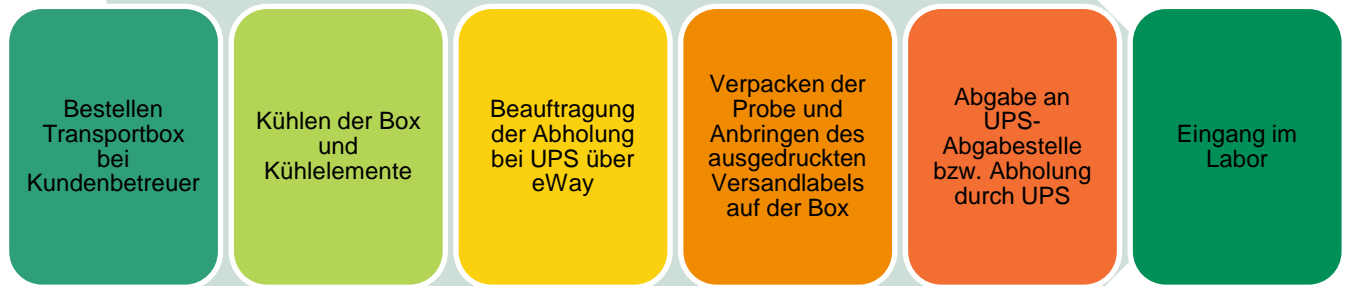 Bestellen
Transportbox
bei
Kundenbetreuer
Kühlen der Box
und
Kühlelemente
Beauftragung
der Abholung
bei UPS über
eWay
Verpacken der
Probe und
Anbringen des
ausgedruckten
Versandlabels
auf der Box
Abgabe an
UPS-
Abgabestelle
bzw. Abholung
durch UPS
Eingang im
Labor